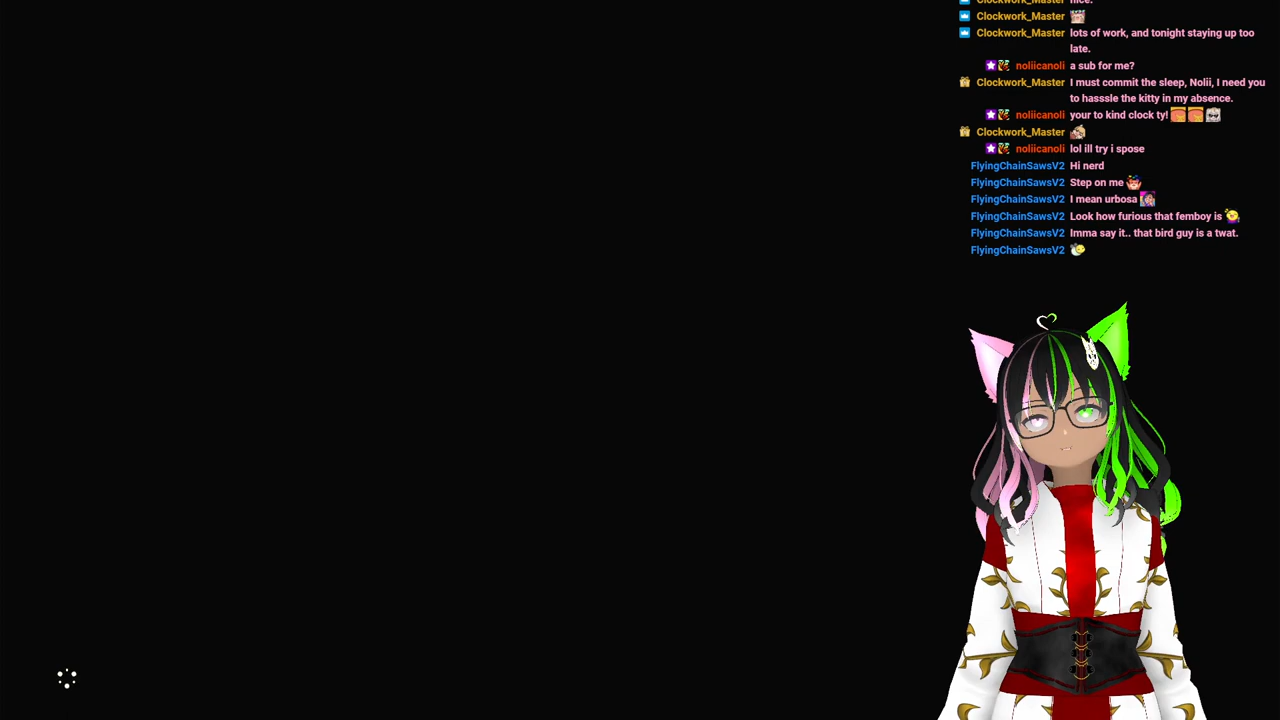 Clockwork_Master nice.
Clockwork_Master
Clockwork_Master lots of work, and tonight staying up too
late.
noliicanoli a sub for me?
Clockwork_Master I must commit the sleep, Nolii, I need you
to hasssle the kitty in my absence.
noliicanoli your to kind clock ty!
Clockwork_Master
noliicanoli lol ill try i spose
FlyingChainSawsV2 Hi nerd
FlyingChainSawsV2 Step on me
FlyingChainSawsV2 I mean urbosa
FlyingChainSawsV2 Look how furious that femboy is
FlyingChainSawsV2 Imma say it.. that bird guy is a twat.
FlyingChainSawsV2